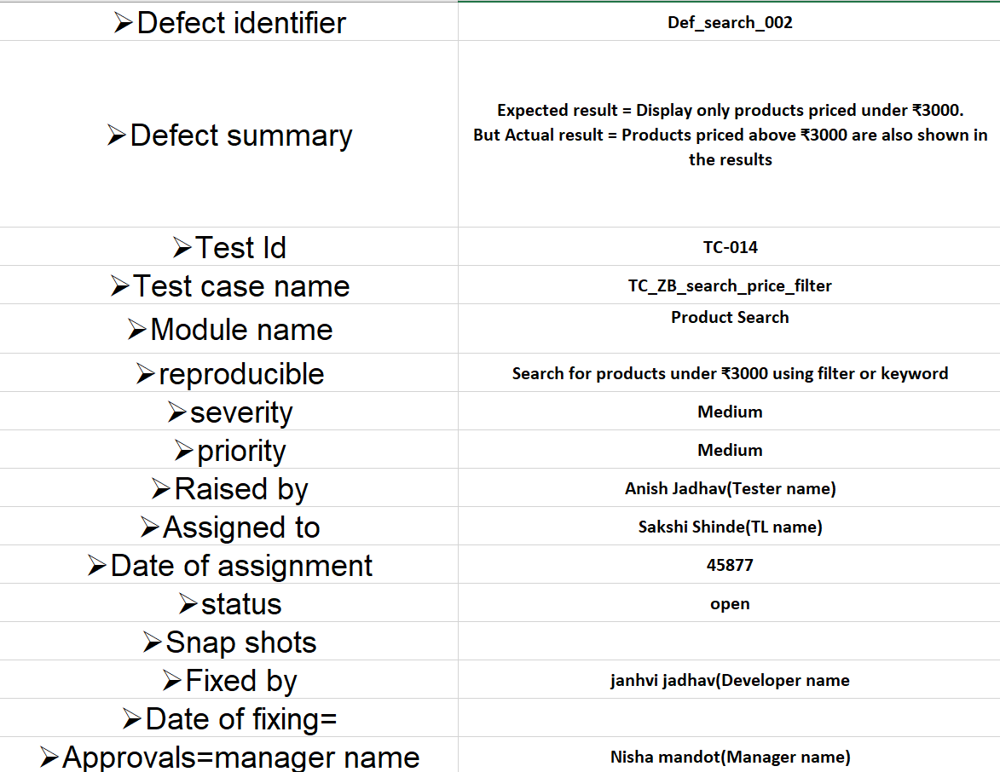 ➢Defect identifier
Def_search_002
➢Defect summary
Expected result = Display only products priced under ₹3000.
But Actual result = Products priced above ₹3000 are also shown in
the results
➢Test Id
TC-014
➢Test case name
TC_ZB_search_price_filter
➢Module name
Product Search
➢reproducible
Search for products under ₹3000 using filter or keyword
➢severity
Medium
➢priority
Medium
➢Raised by
Anish Jadhav(Tester name)
➢Assigned to
Sakshi Shinde(TL name)
➢Date of assignment
45877
➢status
open
➢Snap shots
➢Fixed by
janhvi jadhav(Developer name
➢Date of fixing=
➢Approvals=manager name
Nisha mandot(Manager name)